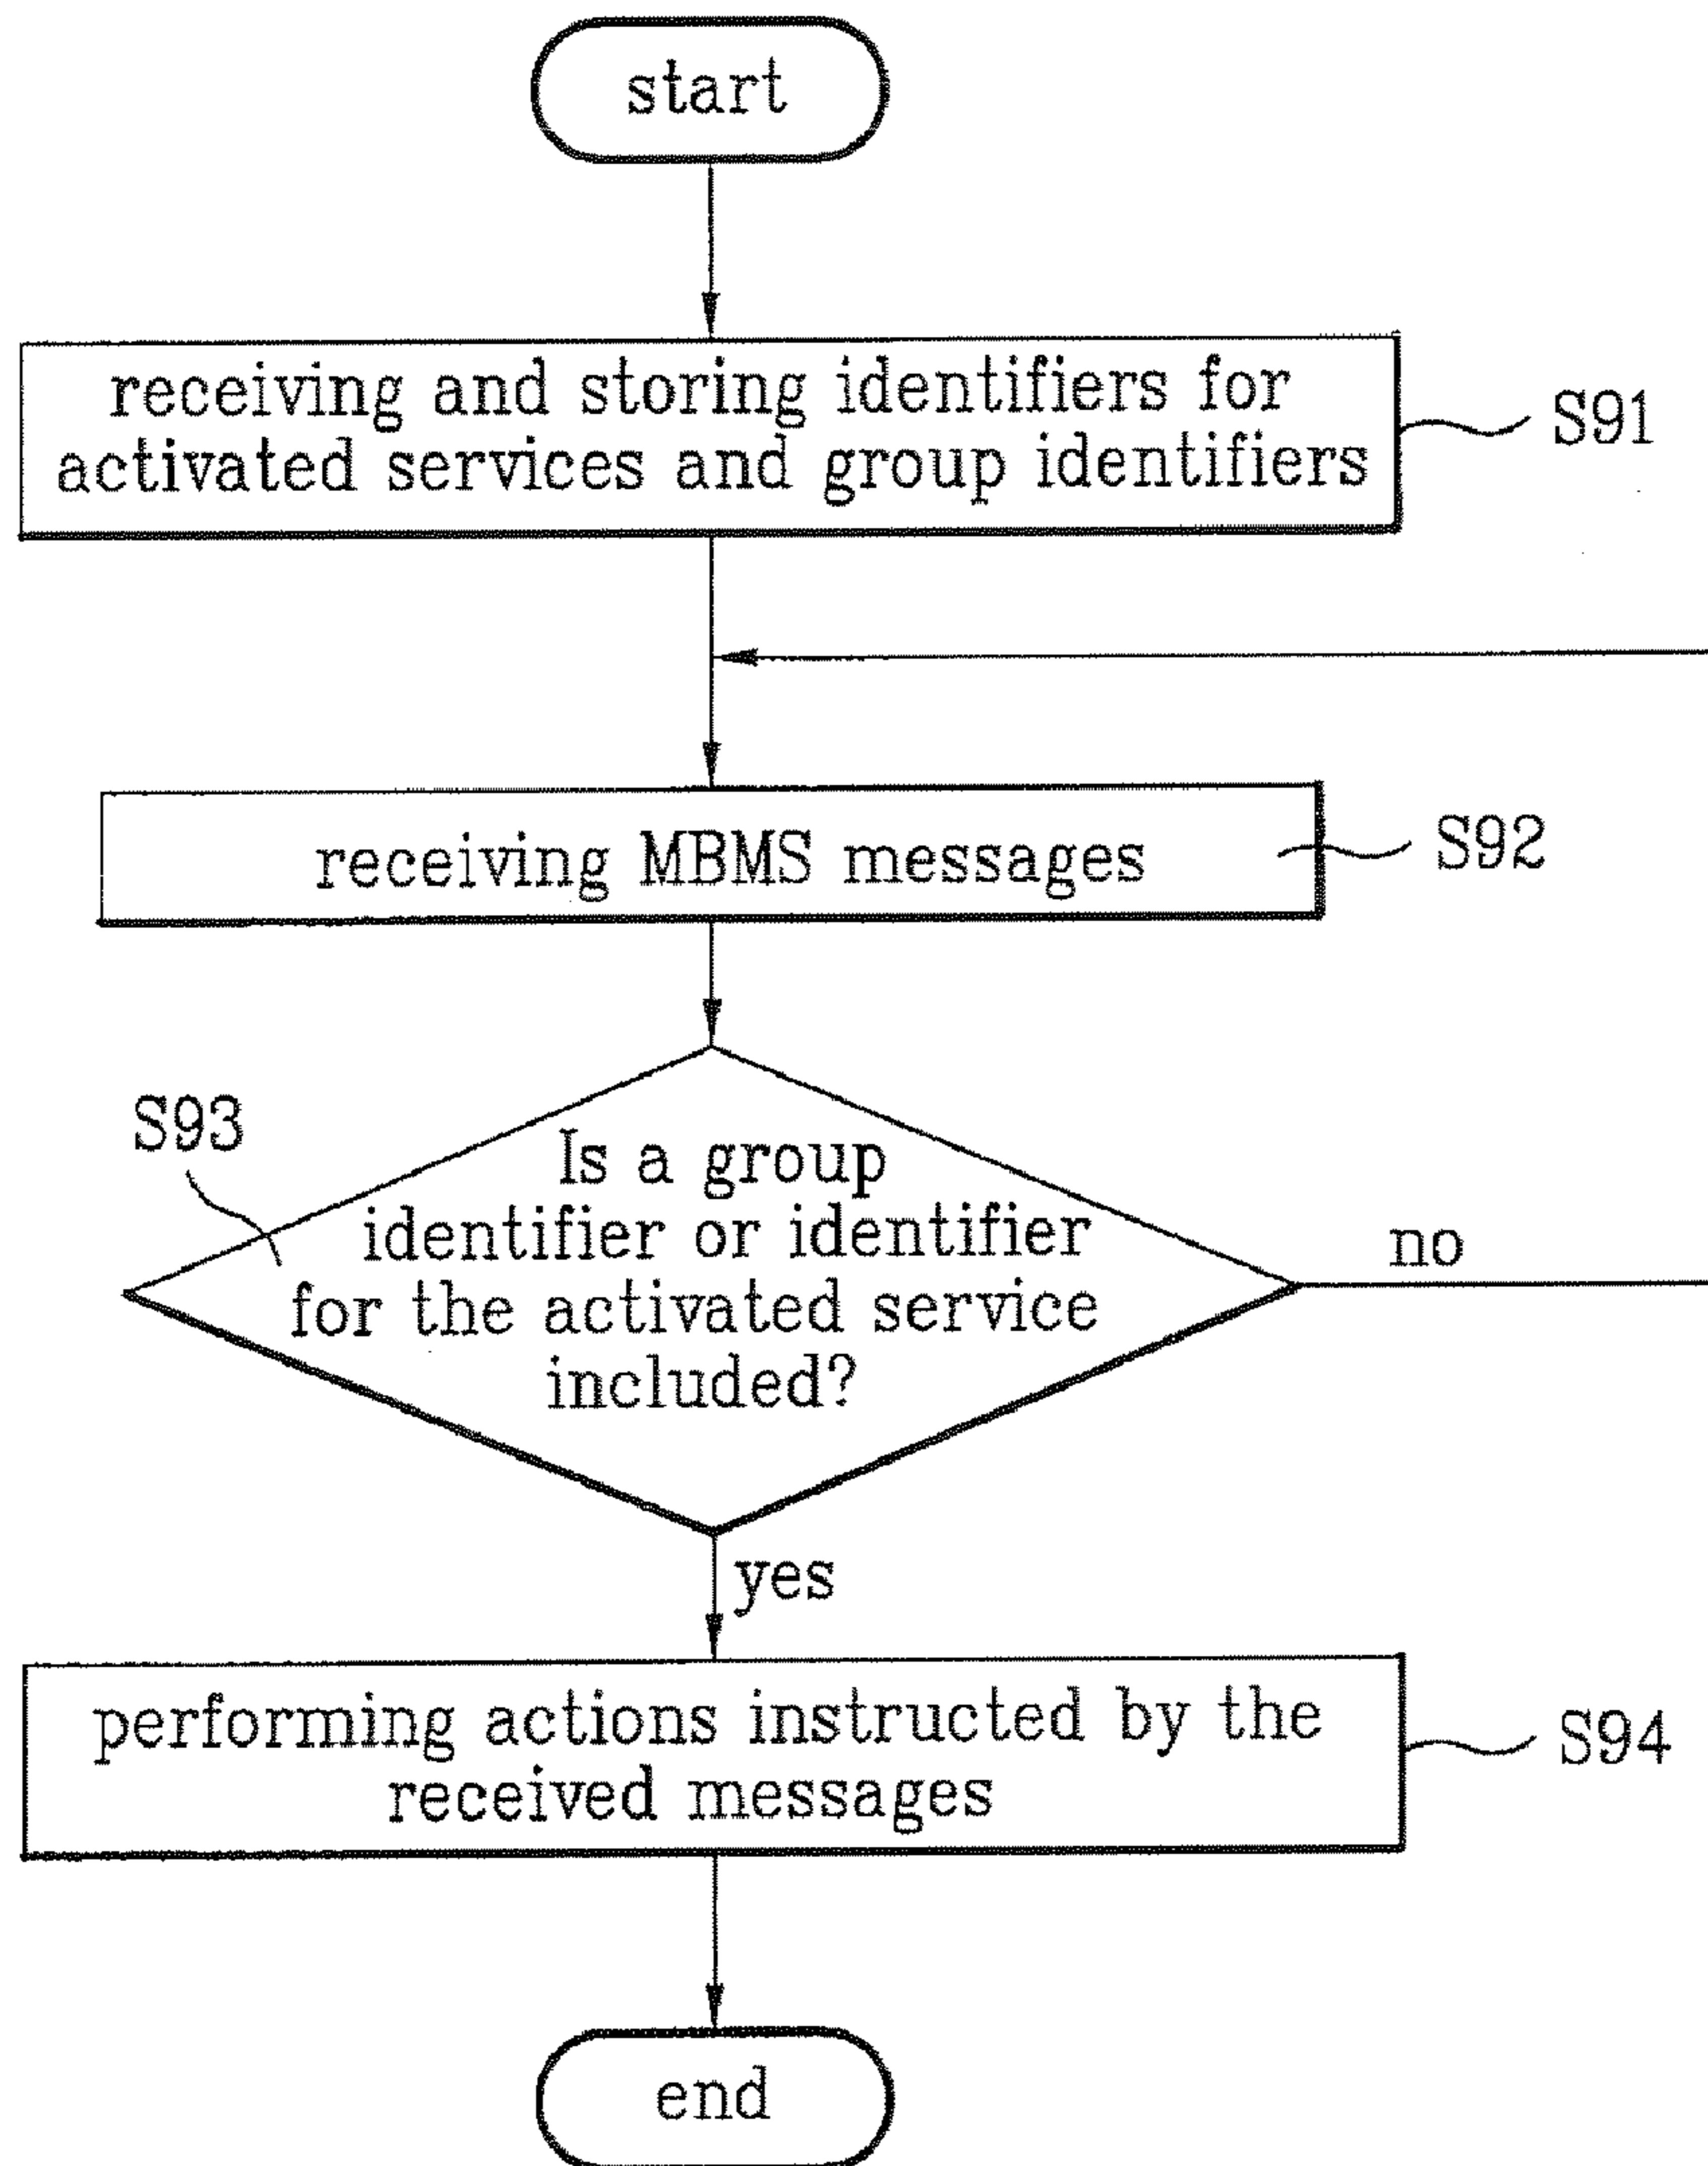 start
receiving and storing identifiers for
activated services and group identifiers
S91
receiving MBMS messages
S92
S93
Is a group
identifier or identifier
for the activated service
included?
no
yes
performing actions instructed by the
received messages
S94
end